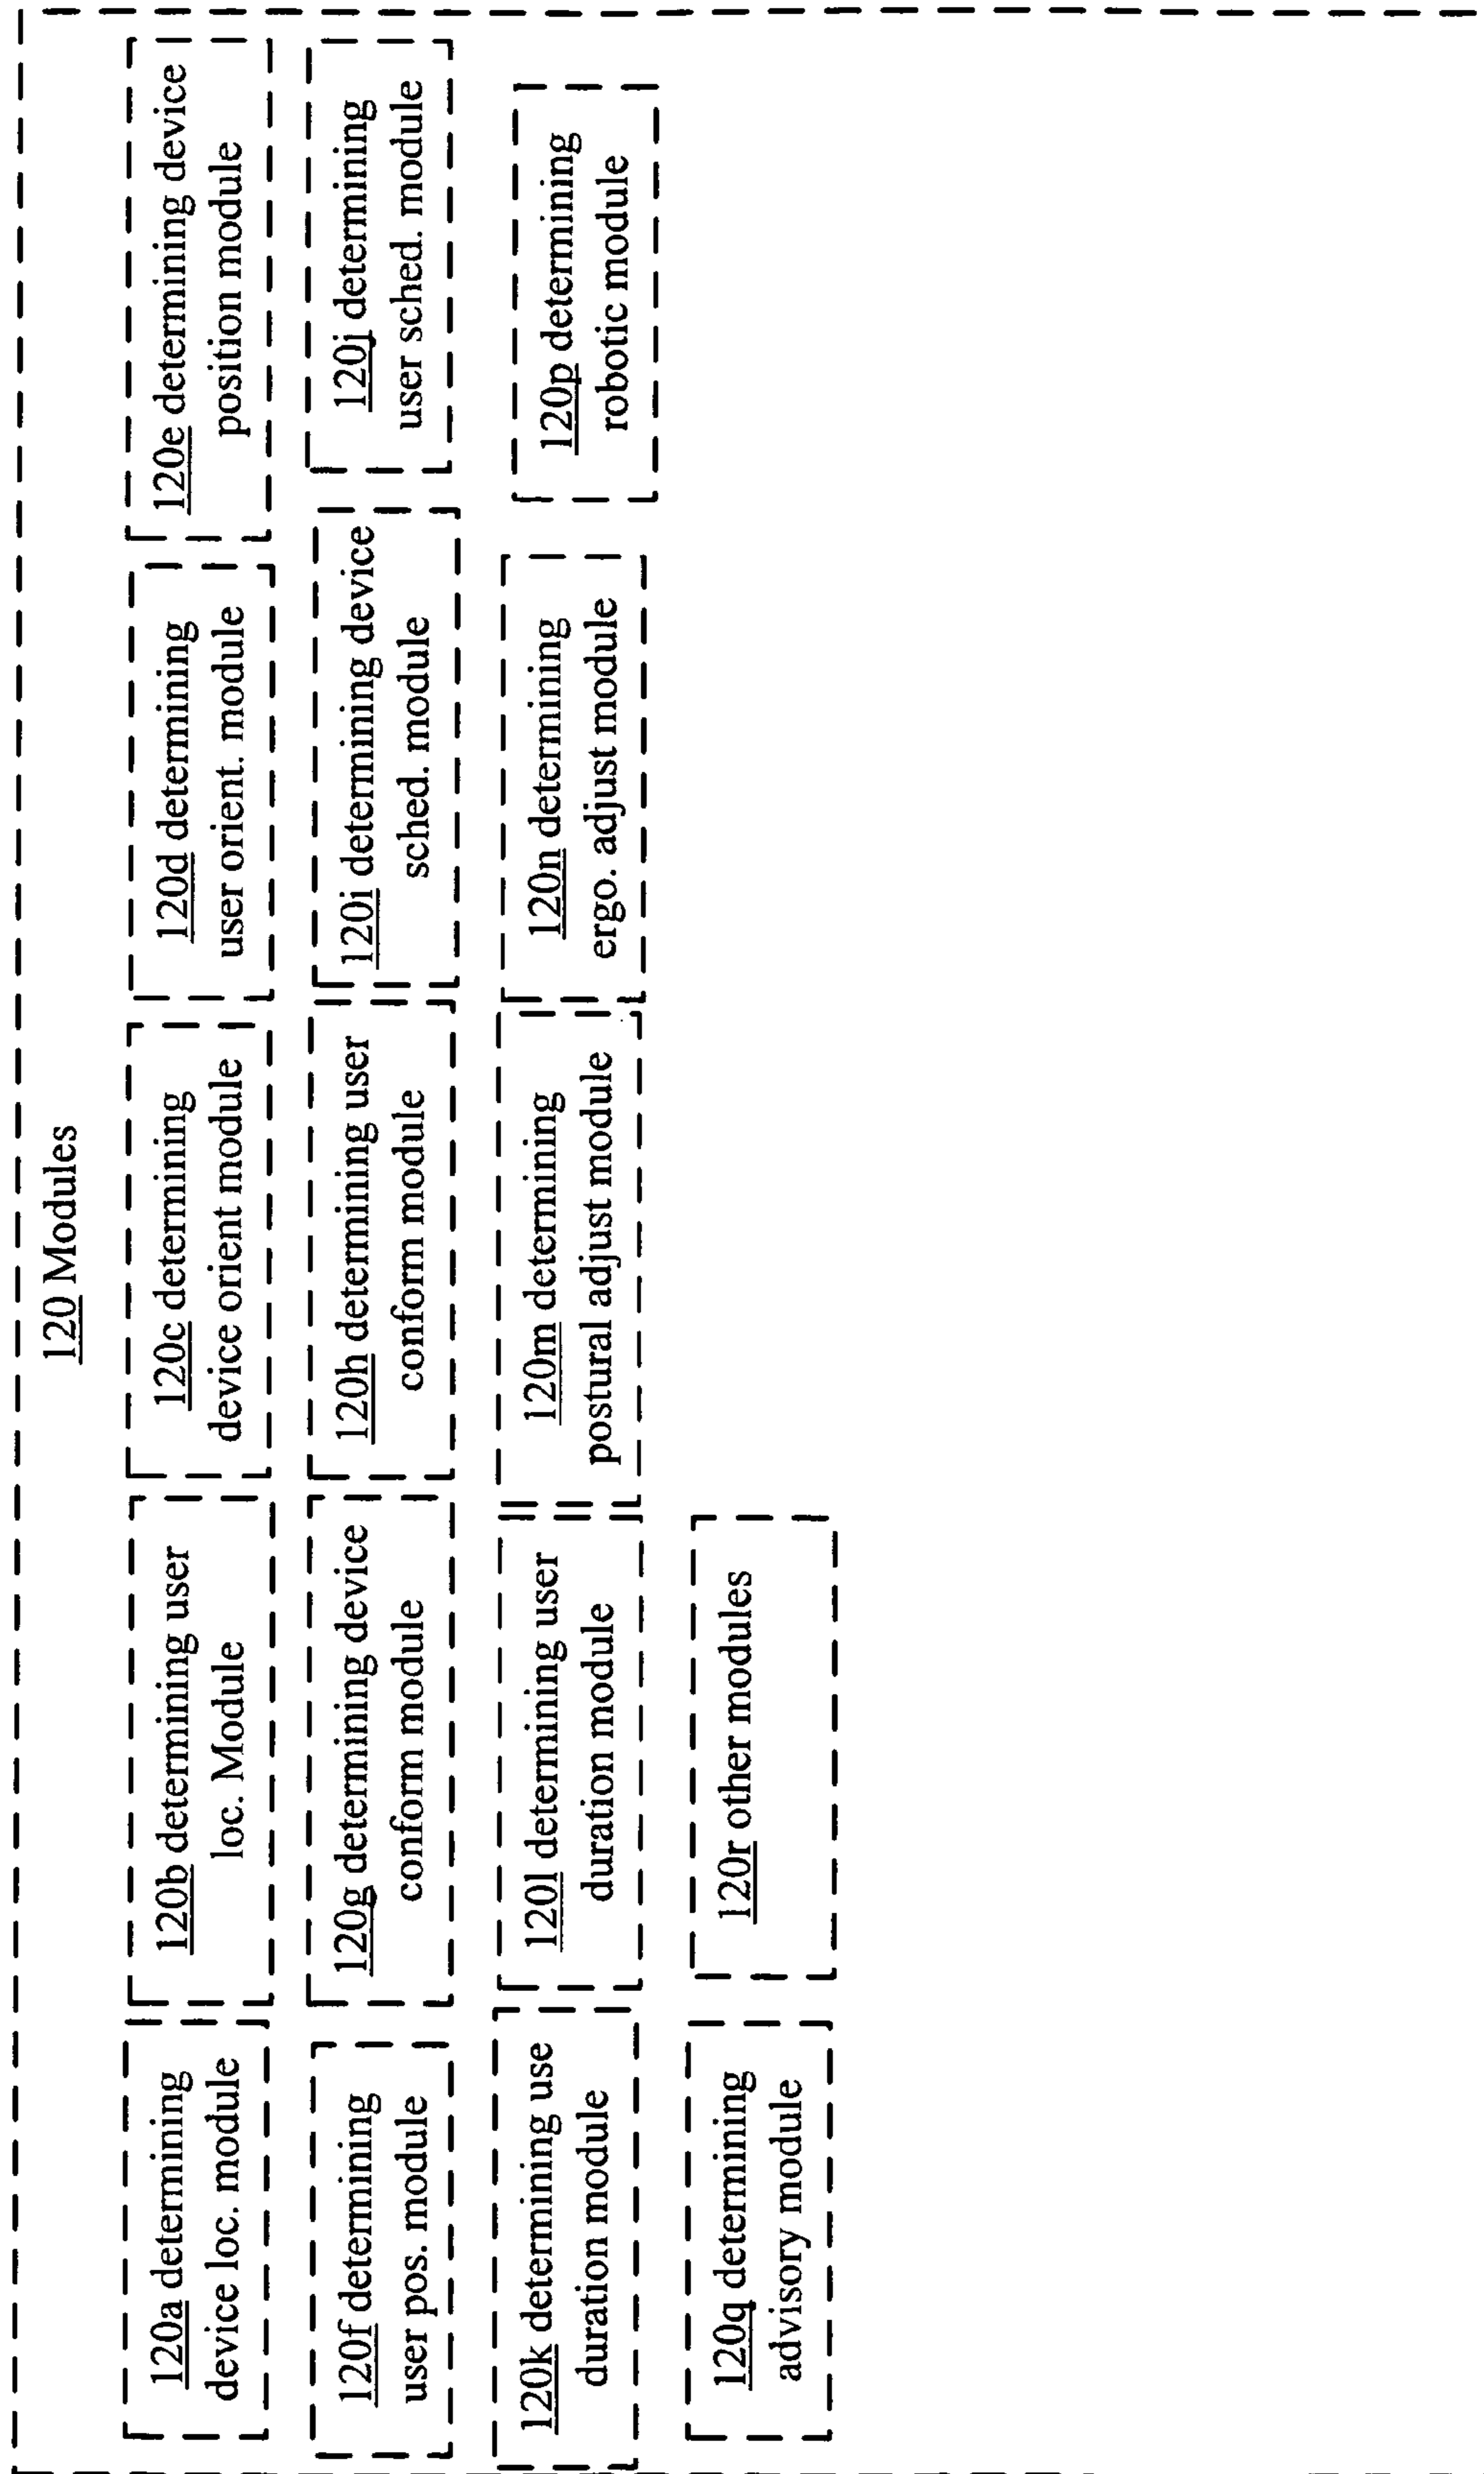 120 Modules
120a determining
device loc. module
120b determining user
loc. Module
120c determining
device orient module
120d determining
user orient. module
120e determining device
position module
120f determining
user pos. module
120g determining device
conform module
120h determining user
conform module
120i determining device
sched. module
120j determining
user sched. module
120k determining use
duration module
120l determining user
duration module
120m determining
postural adjust module
120n determining
ergo. adjust module
120p determining
robotic module
120q determining
advisory module
120r other modules